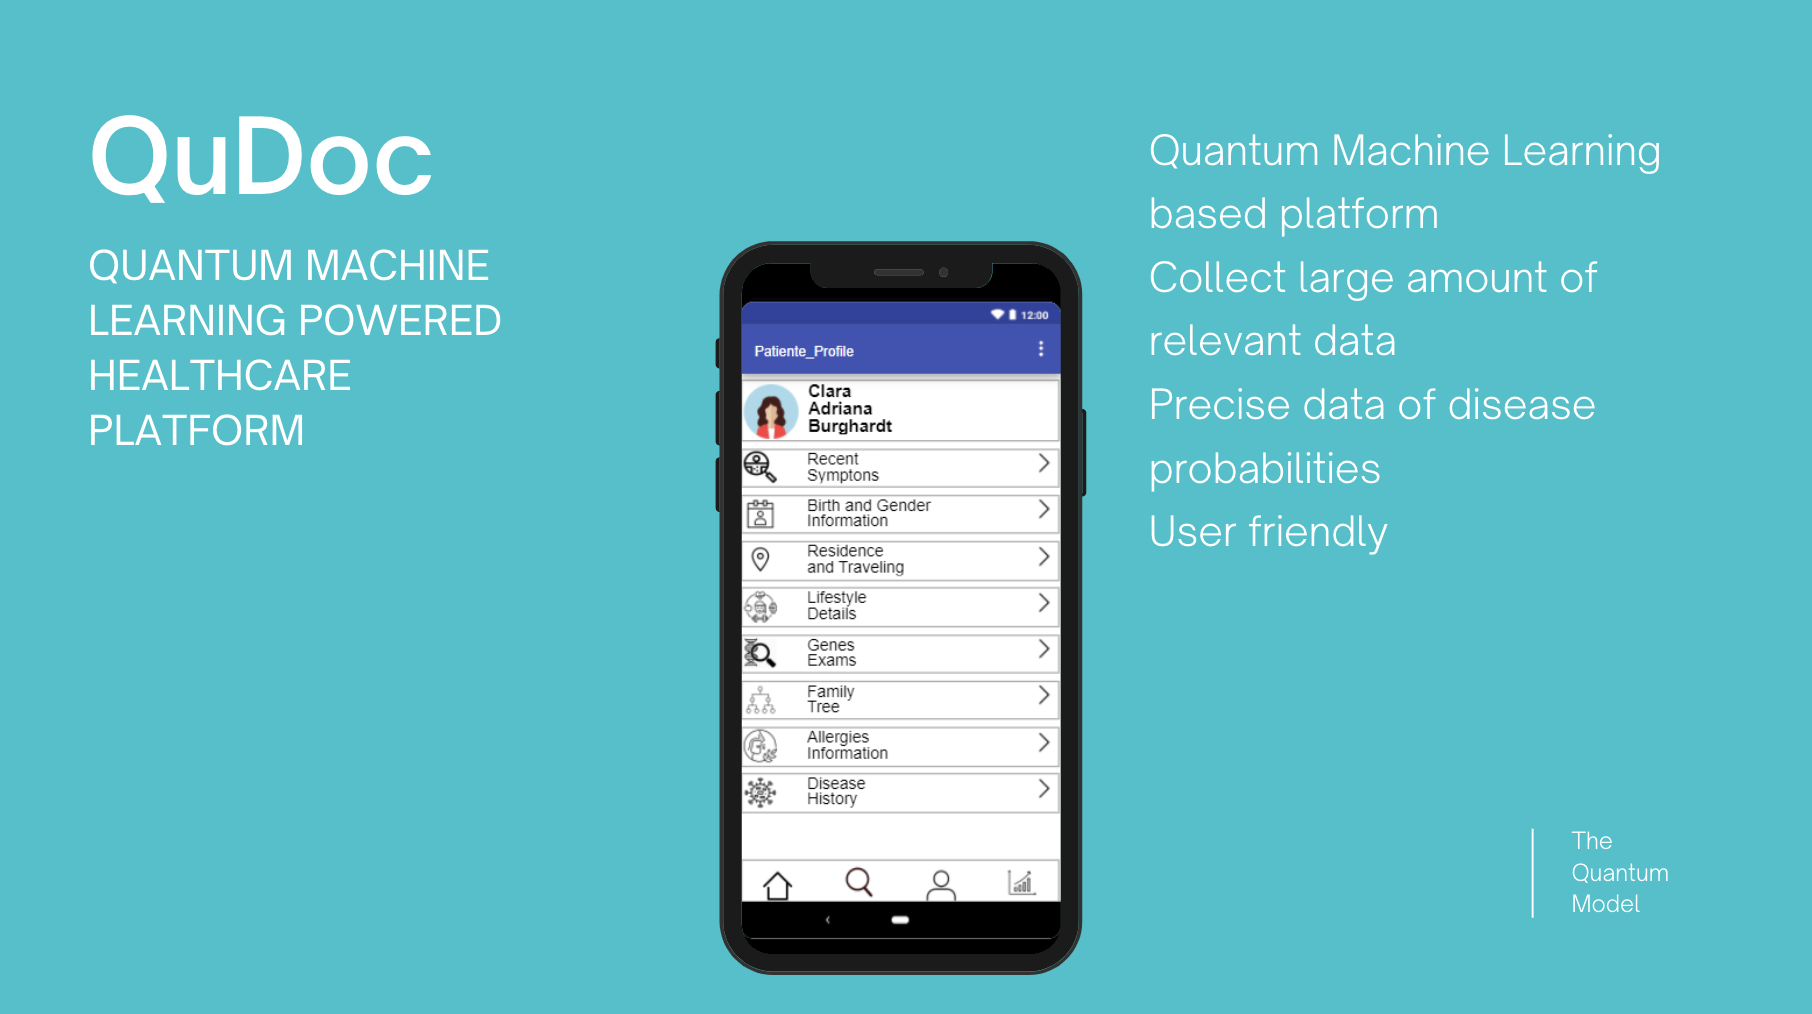 QuDoc
QUANTUM MACHINE
LEARNING POWERED
HEALTHCARE
PLATFORM
12:00
Patiente_Profile
Clara
Adriana
Burghardt
Recent
Symptons
Birth and Gender
Information
Residence
and Traveling
Lifestyle
Details
Genes
Exams
Family
Tree
Allergies
Information
Disease
History
Quantum Machine Learning
based platform
Collect large amount of
relevant data
Precise data of disease
probabilities
User friendly
The
Quantum
Model